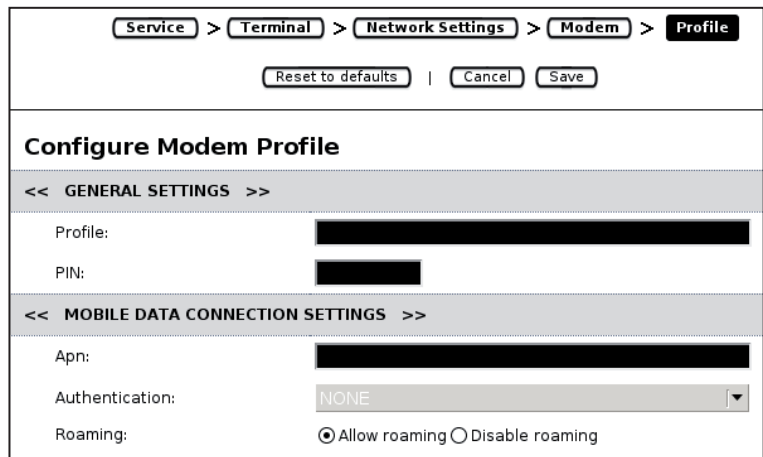 Service > Terminal > Network Settings > Modem > Profile
Reset to defaults | Cancel Save
Configure Modem Profile
<< GENERAL SETTINGS >>
Profile:
PIN:
<< MOBILE DATA CONNECTION SETTINGS >>
Apn:
Authentication: NONE
Roaming: Allow roaming Disable roaming